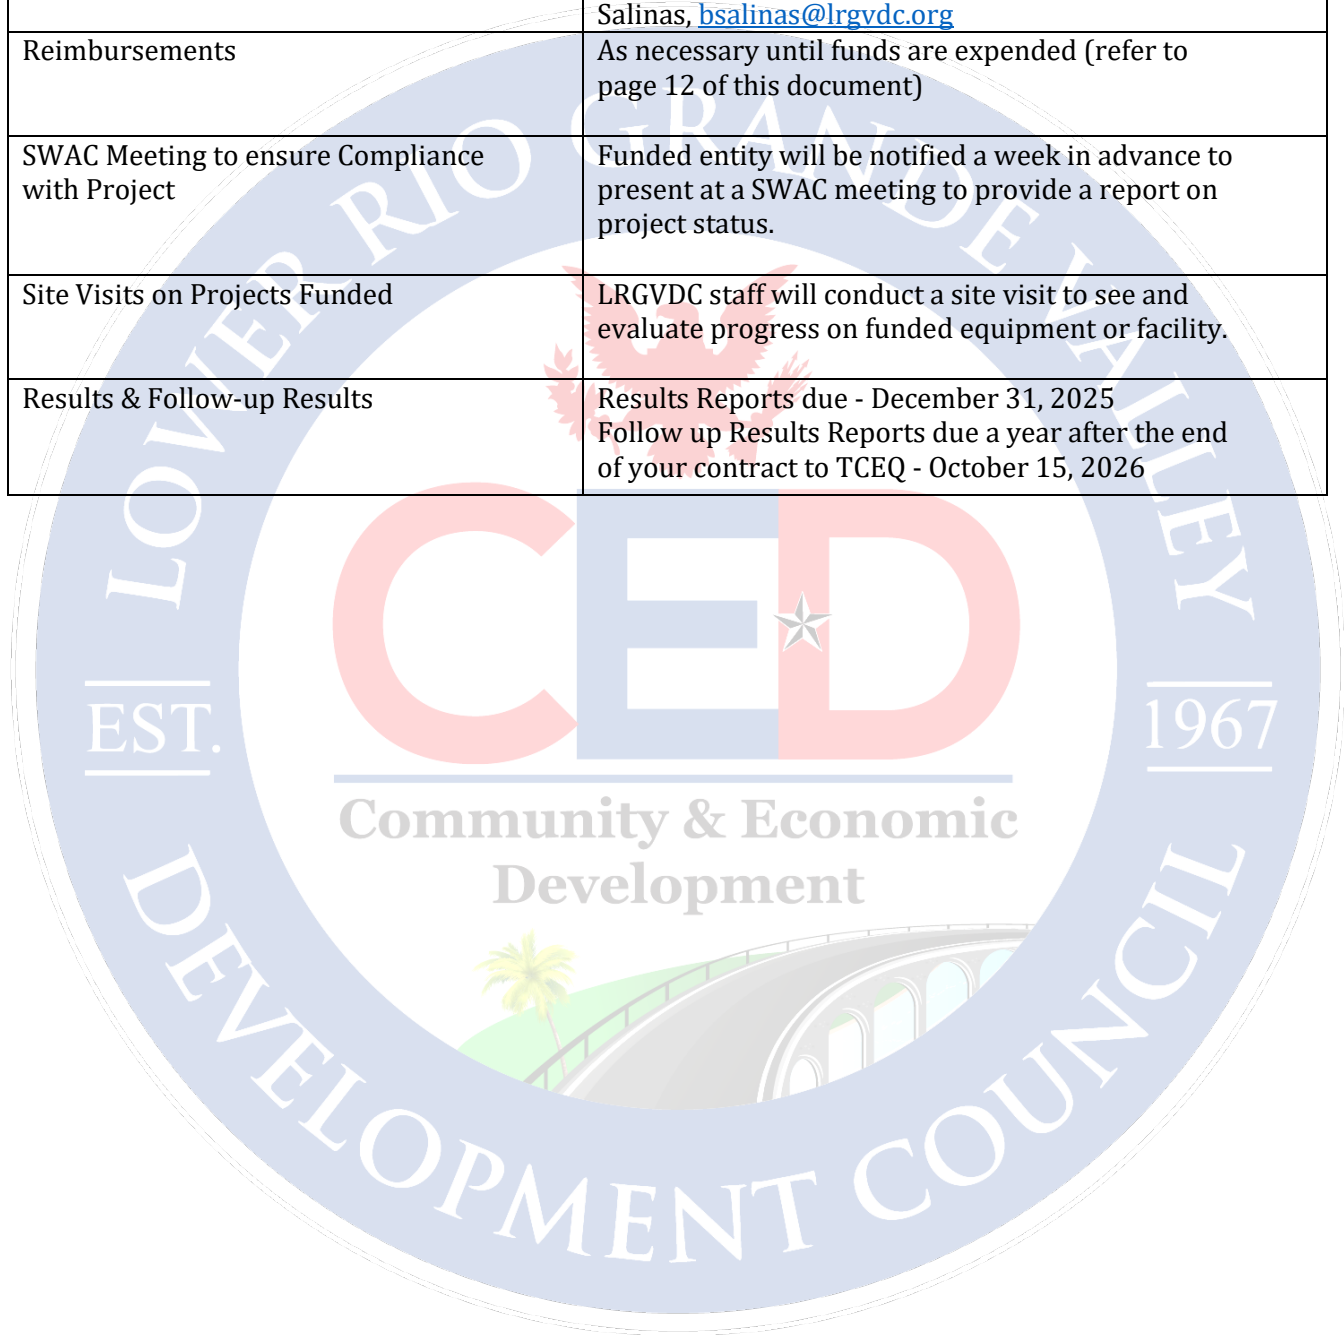 Salinas, bsalinas@lrgvdc.org
Reimbursements
As necessary until funds are expended (refer to
page 12 of this document)
SWAC Meeting to ensure Compliance
with Project
Funded entity will be notified a week in advance to
present at a SWAC meeting to provide a report on
project status.
Site Visits on Projects Funded
LRGVDC staff will conduct a site visit to see and
evaluate progress on funded equipment or facility.
Results & Follow-up Results
Results Reports due - December 31, 2025
Follow up Results Reports due a year after the end
of your contract to TCEQ - October 15, 2026
LOWER RIO GRANDE VALLEY
CED
EST.
1967
Community & Economic
Development
DEVELOPMENT COUNCIL